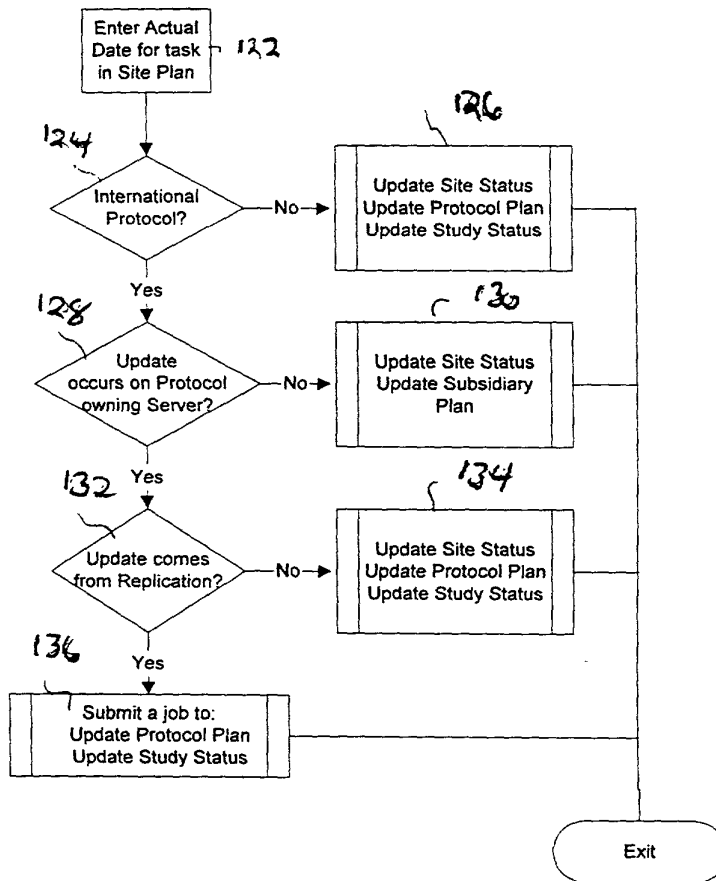 Enter Actual
Date for task
in Site Plan
122
124
International
Protocol?
No
126
Update Site Status
Update Protocol Plan
Update Study Status
Yes
128
Update
occurs on Protocol
owning Server?
No
130
Update Site Status
Update Subsidiary
Plan
Yes
132
Update comes
from Replication?
No
134
Update Site Status
Update Protocol Plan
Update Study Status
Yes
136
Submit a job to:
Update Protocol Plan
Update Study Status
Exit